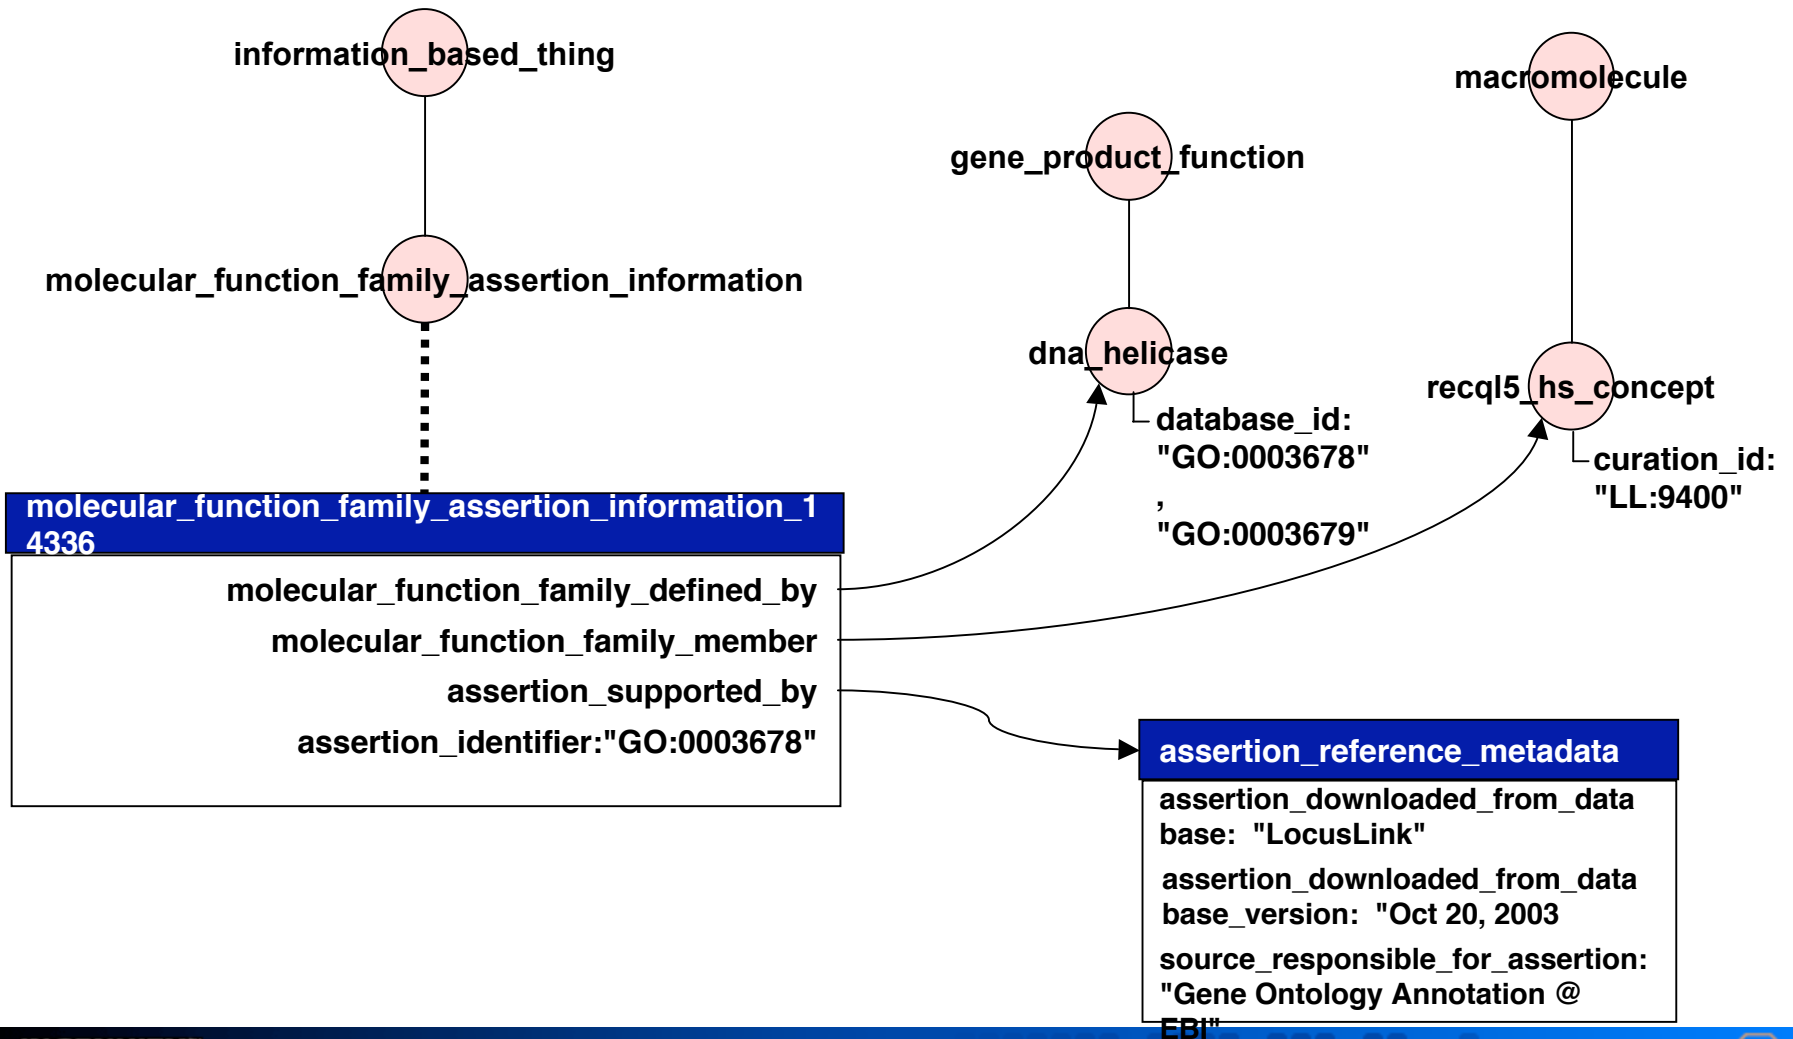 information_based_thing
macromolecule
gene_product_function
molecular_function_family_assertion_information
dna_helicase
recql5_hs_concept
database_id:
"GO:0003678"
,
"GO:0003679"
curation_id:
"LL:9400"
molecular_function_family_assertion_information_1
4336
molecular_function_family_defined_by
molecular_function_family_member
assertion_supported_by
assertion_identifier:"GO:0003678"
assertion_reference_metadata
assertion_downloaded_from_data
base: "LocusLink"
assertion_downloaded_from_data
base_version: "Oct 20, 2003
source_responsible_for_assertion:
"Gene Ontology Annotation @
EBI"